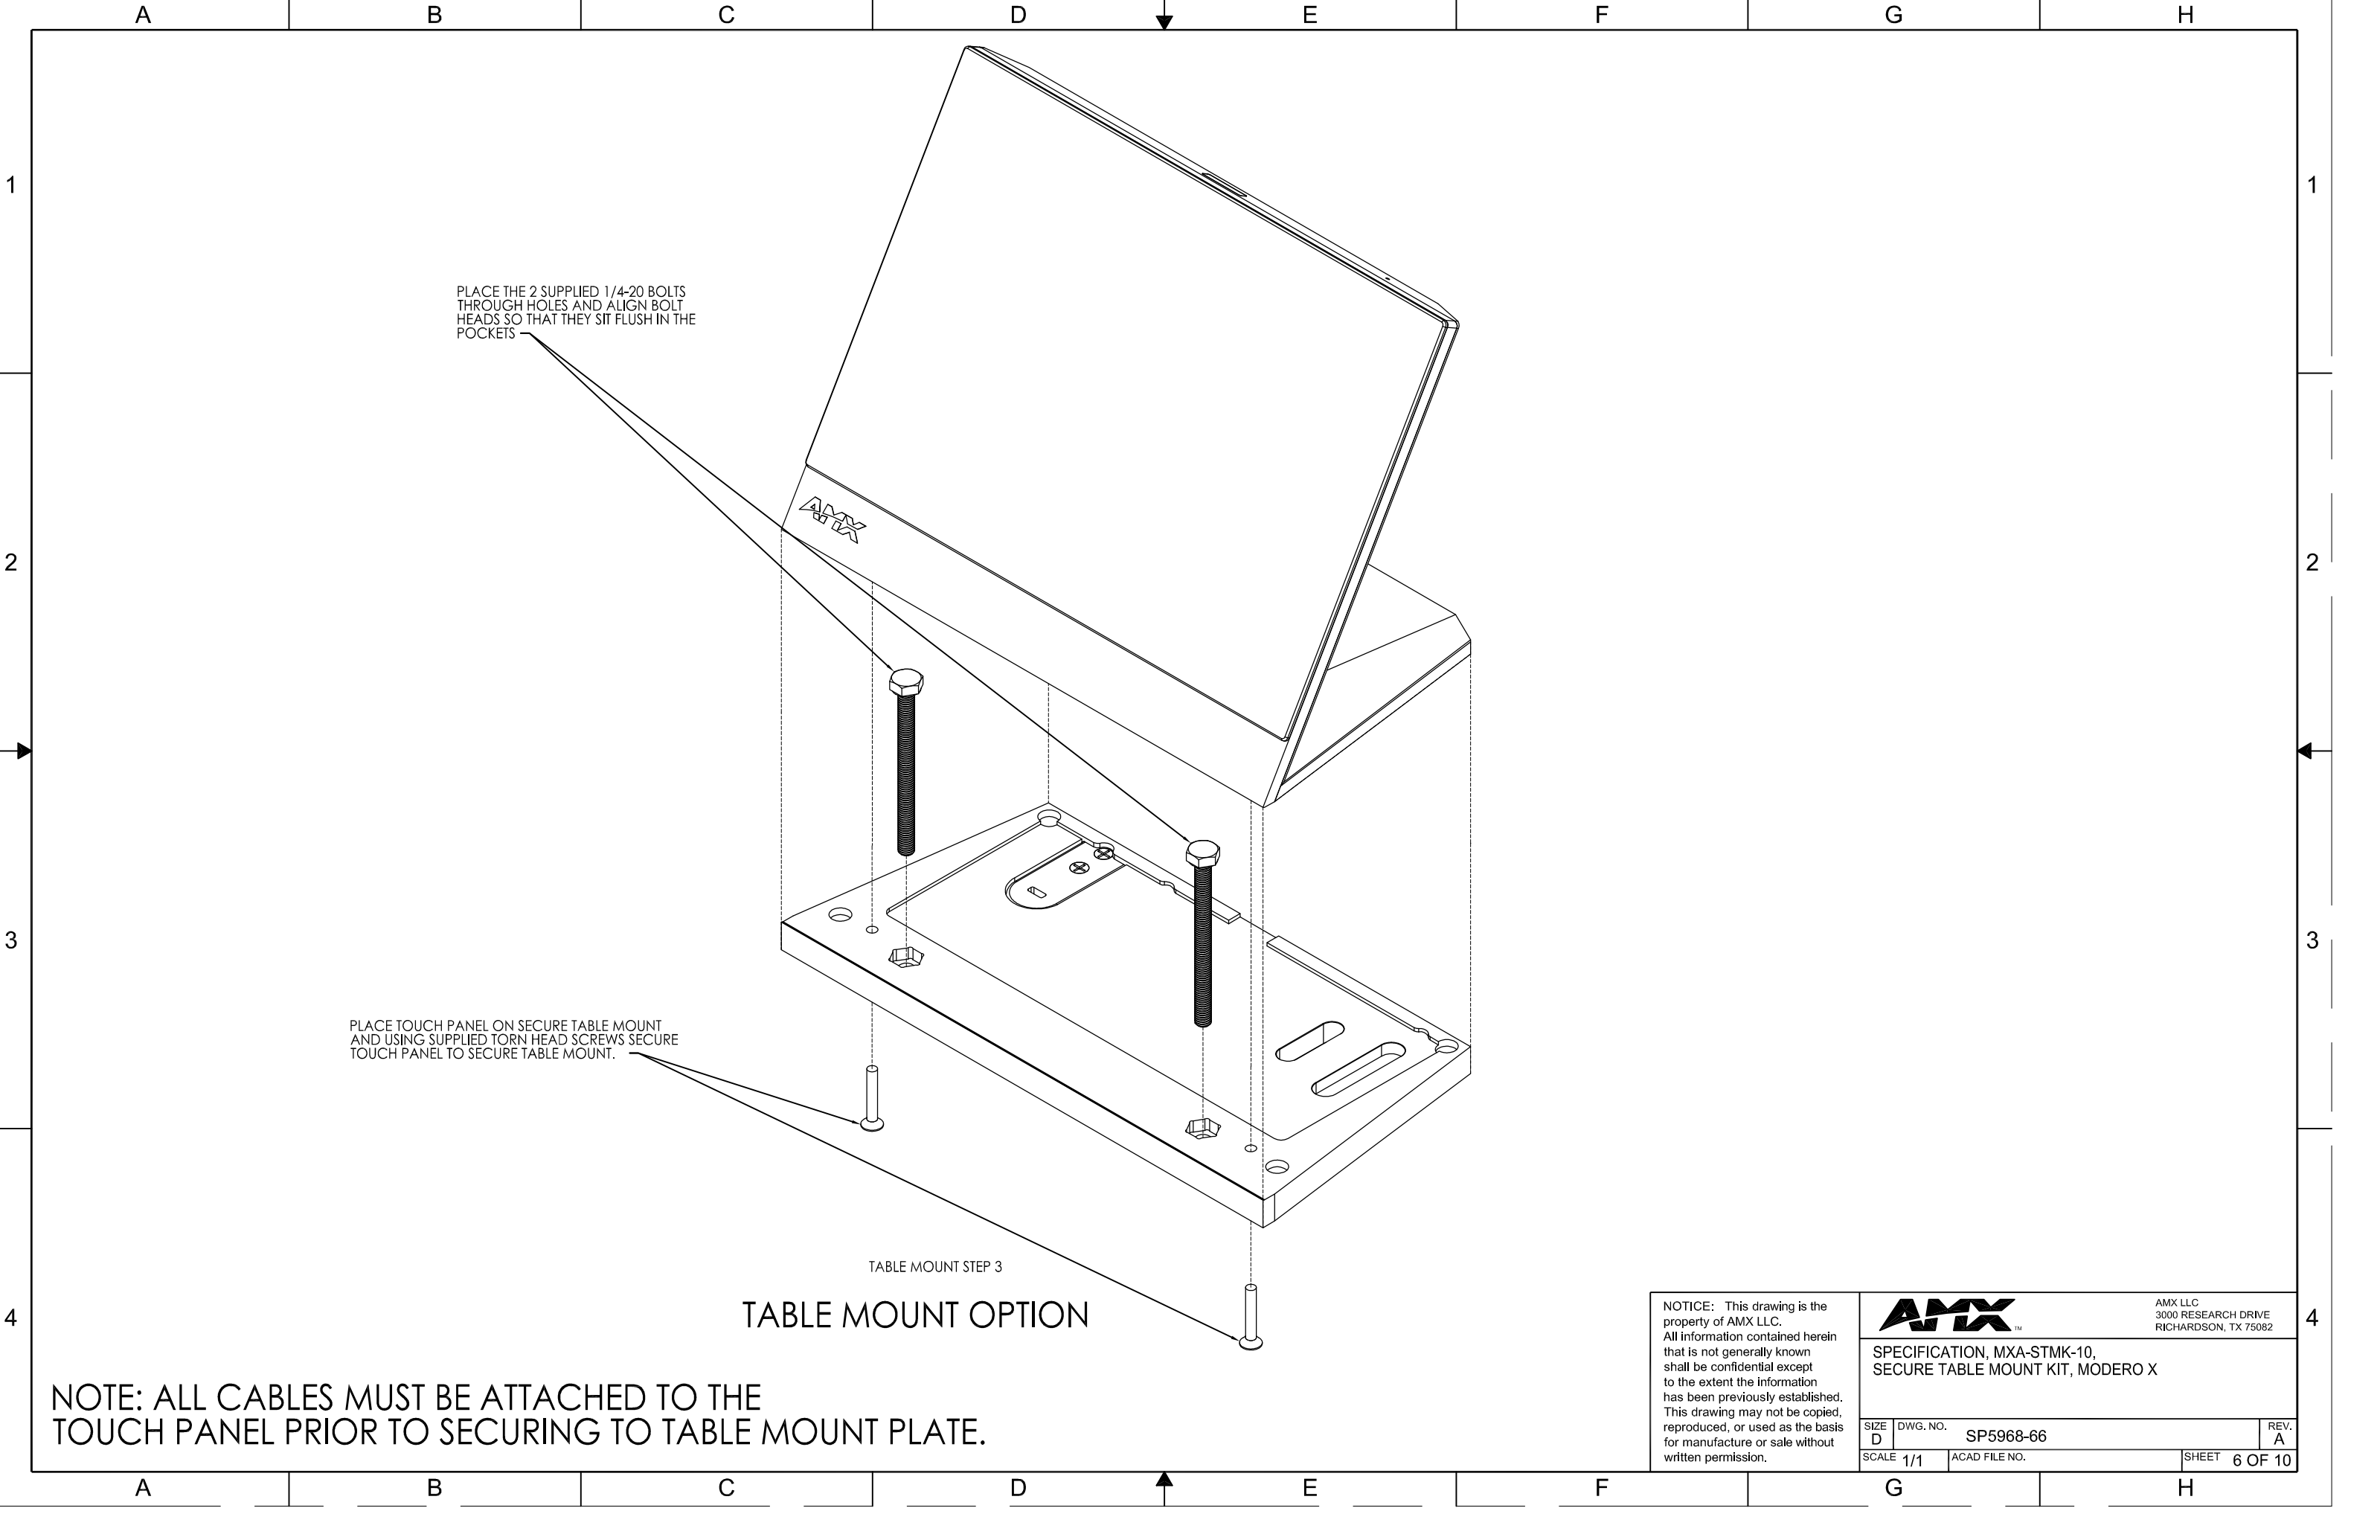 A B C D E F G H
1 1
PLACE THE 2 SUPPLIED 1/4-20 BOLTS
THROUGH HOLES AND ALIGN BOLT
HEADS SO THAT THEY SIT FLUSH IN THE
POCKETS
AMX
2 2
3 3
PLACE TOUCH PANEL ON SECURE TABLE MOUNT
AND USING SUPPLIED TORN HEAD SCREWS SECURE
TOUCH PANEL TO SECURE TABLE MOUNT.
TABLE MOUNT STEP 3
TABLE MOUNT OPTION
4 4
NOTE: ALL CABLES MUST BE ATTACHED TO THE
TOUCH PANEL PRIOR TO SECURING TO TABLE MOUNT PLATE.
NOTICE: This drawing is the
property of AMX LLC.
All information contained herein
that is not generally known
shall be confidential except
to the extent the information
has been previously established.
This drawing may not be copied,
reproduced, or used as the basis
for manufacture or sale without
written permission.
AMX TM
AMX LLC
3000 RESEARCH DRIVE
RICHARDSON, TX 75082
SPECIFICATION, MXA-STMK-10,
SECURE TABLE MOUNT KIT, MODERO X
SIZE D
DWG. NO. SP5968-66
REV. A
SCALE 1/1
ACAD FILE NO.
SHEET 6 OF 10
A B C D E F G H